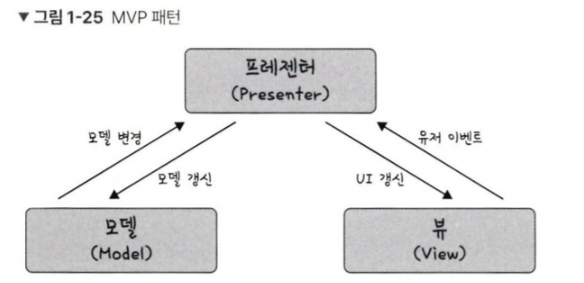 ▼ 그림 1-25 MVP 패턴
프레젠터
(Presenter)
모델 변경
유저 이벤트
모델 갱신
UI 갱신
모델
(Model)
뷰
(View)